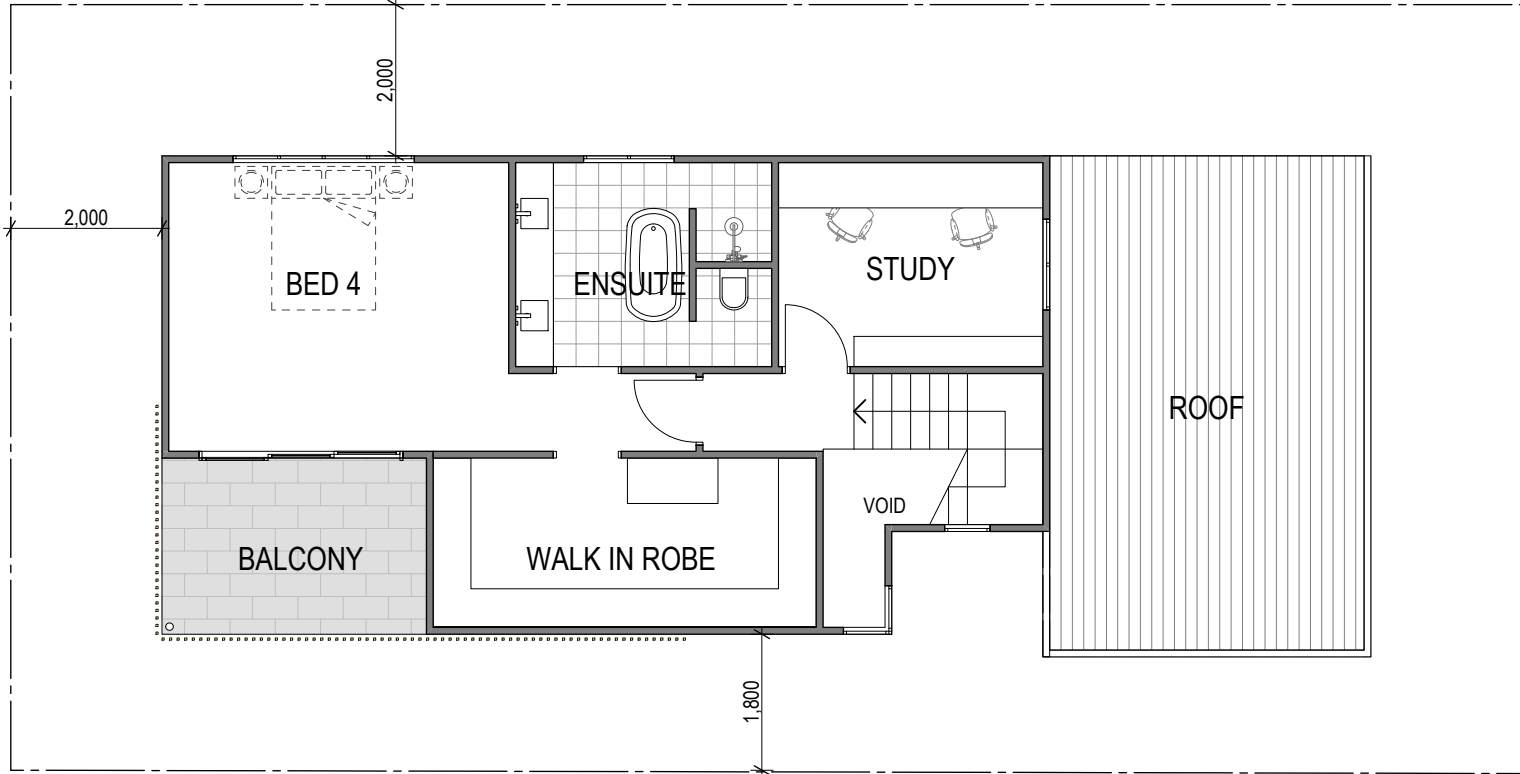 2,000
2,000
BED 4
ENSUITE
STUDY
ROOF
VOID
BALCONY
WALK IN ROBE
1,800